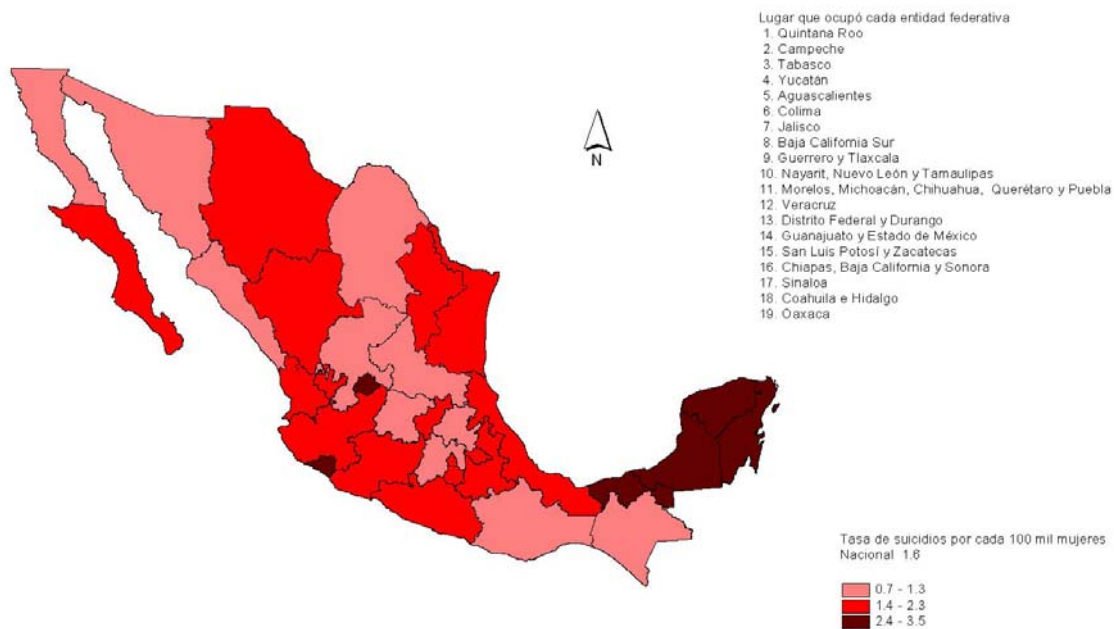 Lugar que ocupó cada entidad federativa
1. Quintana Roo
2. Campeche
3. Tabasco
4. Yucatán
5. Aguascalientes
6. Colima
7. Jalisco
8. Baja California Sur
9. Guerrero y Tlaxcala
10. Nayarit, Nuevo León y Tamaulipas
11. Morelos, Michoacán, Chihuahua, Querétaro y Puebla
12. Veracruz
13. Distrito Federal y Durango
14. Guanajuato y Estado de México
15. San Luis Potosí y Zacatecas
16. Chiapas, Baja California y Sonora
17. Sinaloa
18. Coahuila e Hidalgo
19. Oaxaca
N
Tasa de suicidios por cada 100 mil mujeres
Nacional 1.6
0.7 - 1.3
1.4 - 2.3
2.4 - 3.5